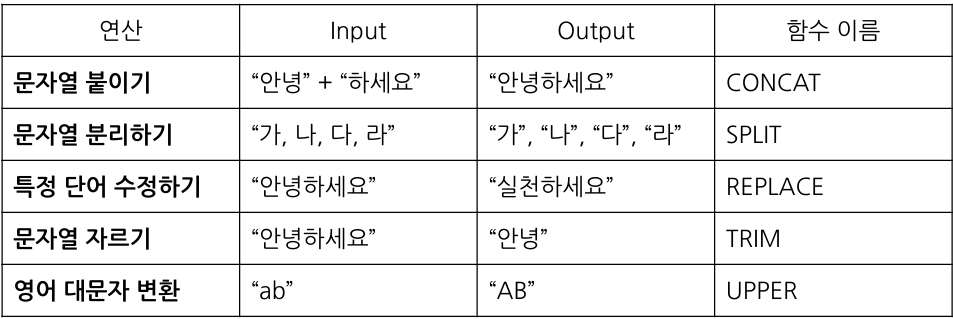 연산 Input Output 함수 이름
문자열 붙이기 “안녕” + “하세요” “안녕하세요” CONCAT
문자열 분리하기 “가, 나, 다, 라” “가”, “나”, “다”, “라” SPLIT
특정 단어 수정하기 “안녕하세요” “실천하세요” REPLACE
문자열 자르기 “안녕하세요” “안녕” TRIM
영어 대문자 변환 “ab” “AB” UPPER